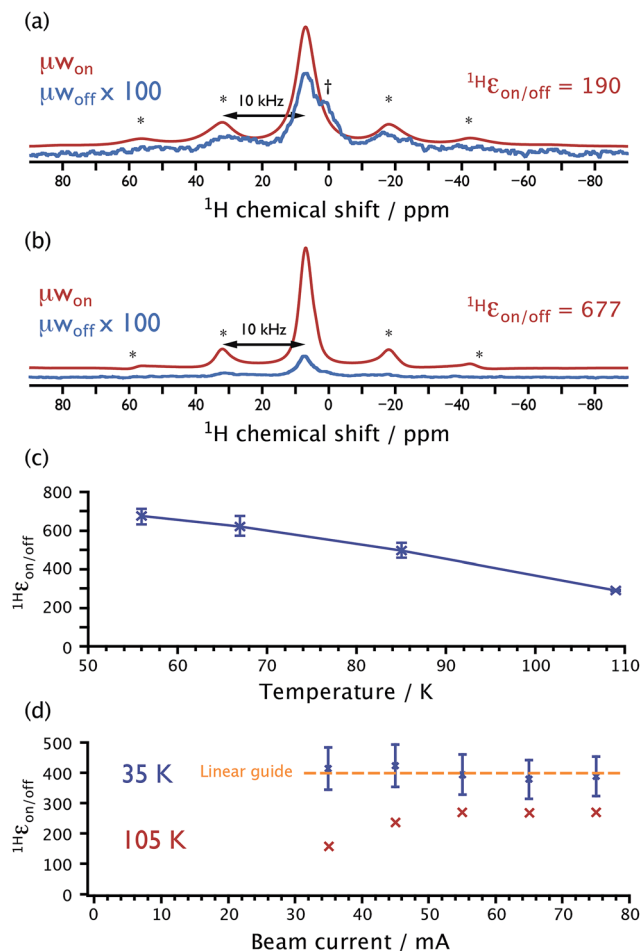 (a)
μw_on
μw_off x 100
* * 10 kHz † * *
¹Hε_on/off = 190
80 60 40 20 0 −20 −40 −60 −80
¹H chemical shift / ppm
(b)
μw_on
μw_off x 100
* * 10 kHz * *
¹Hε_on/off = 677
80 60 40 20 0 −20 −40 −60 −80
¹H chemical shift / ppm
(c)
¹Hε_on/off
800
600
400
200
0
50 60 70 80 90 100 110
Temperature / K
(d)
¹Hε_on/off
500
400
300
200
100
0
35 K
Linear guide
105 K
0 10 20 30 40 50 60 70 80
Beam current / mA